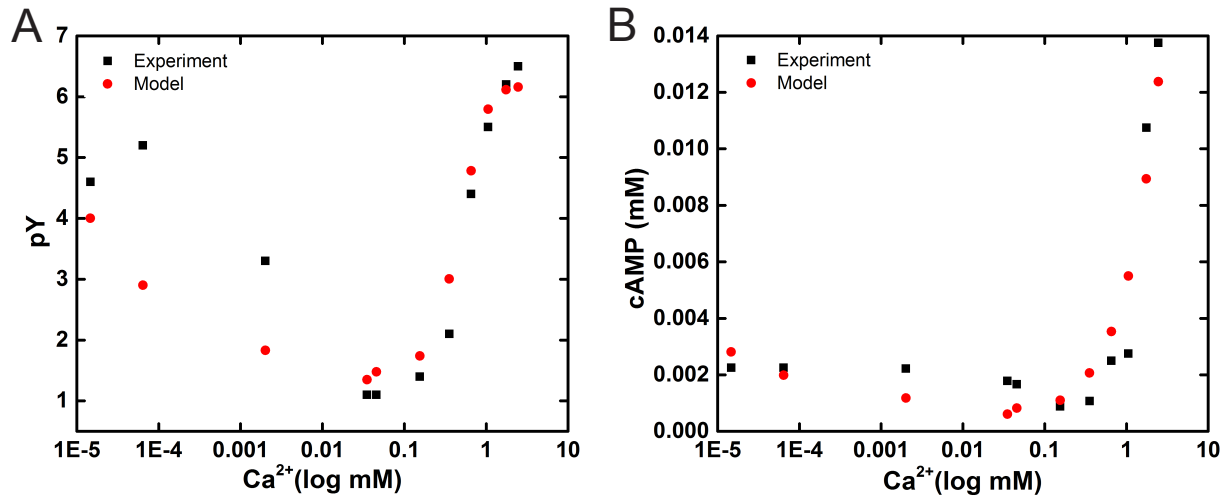 A
7
6
5
4
3
2
1
pY
Experiment
Model
1E-5 1E-4 0.001 0.01 0.1 1 10
Ca2+(log mM)
B
0.014
0.012
0.010
0.008
0.006
0.004
0.002
0.000
cAMP (mM)
Experiment
Model
1E-5 1E-4 0.001 0.01 0.1 1 10
Ca2+(log mM)